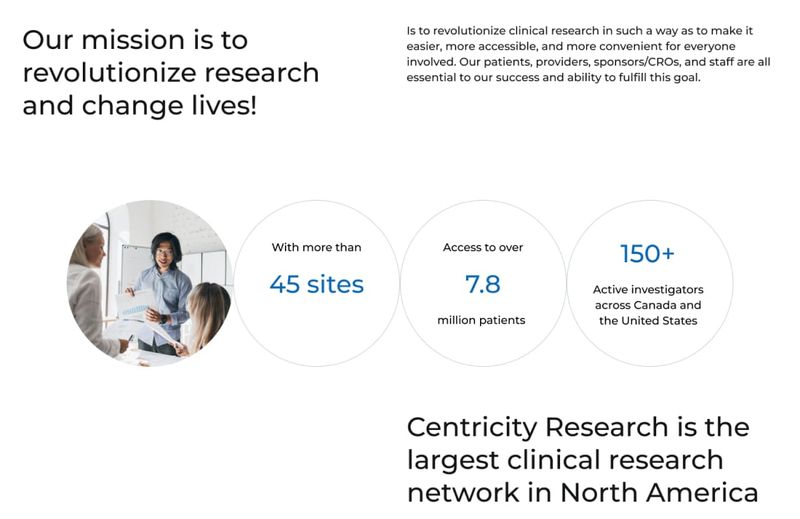 Our mission is to
revolutionize research
and change lives!
Is to revolutionize clinical research in such a way as to make it
easier, more accessible, and more convenient for everyone
involved. Our patients, providers, sponsors/CROs, and staff are all
essential to our success and ability to fulfill this goal.
With more than
45 sites
Access to over
7.8
million patients
150+
Active investigators
across Canada and
the United States
Centricity Research is the
largest clinical research
network in North America